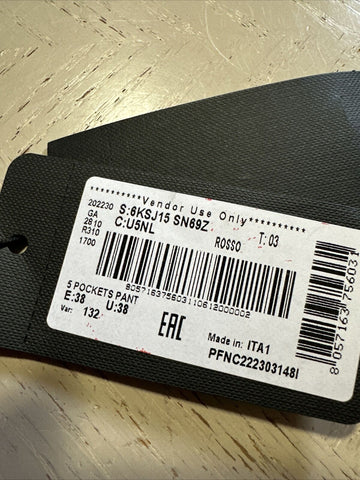 **********Vendor Use Only**********
202230 S:6KSJ15 SN69Z
GA C:U5NL
2810 ROSSO T: 03
R310
1700
8057163756031106120000002
5 POCKETS PANT
E:38 U:38
Var: 132 EAC
Made in: ITA1
PFNC222303148I
8 057163 756031